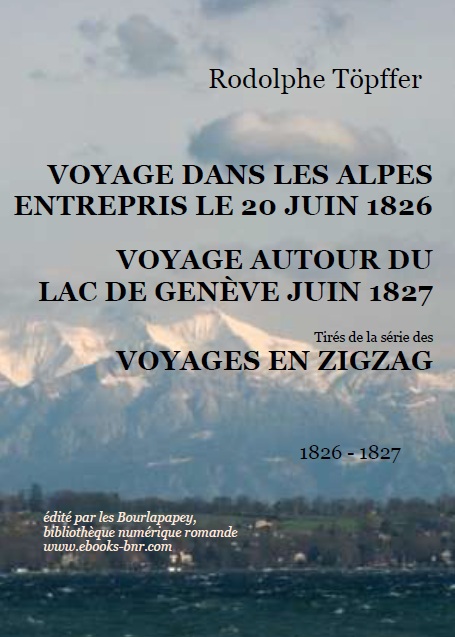 Rodolphe Töpffer
VOYAGE DANS LES ALPES
ENTREPRIS LE 20 JUIN 1826
VOYAGE AUTOUR DU
LAC DE GENÈVE JUIN 1827
Tirés de la série des
VOYAGES EN ZIGZAG
1826 - 1827
édité par les Bourlapapey,
bibliothèque numérique romande
www.ebooks-bnr.com